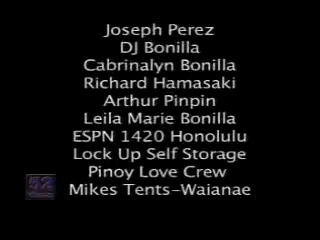 Joseph Perez
DJ Bonilla
Cabrinalyn Bonilla
Richard Hamasaki
Arthur Pinpin
Leila Marie Bonilla
ESPN 1420 Honolulu
Lock Up Self Storage
Pinoy Love Crew
Mikes Tents-Waianae